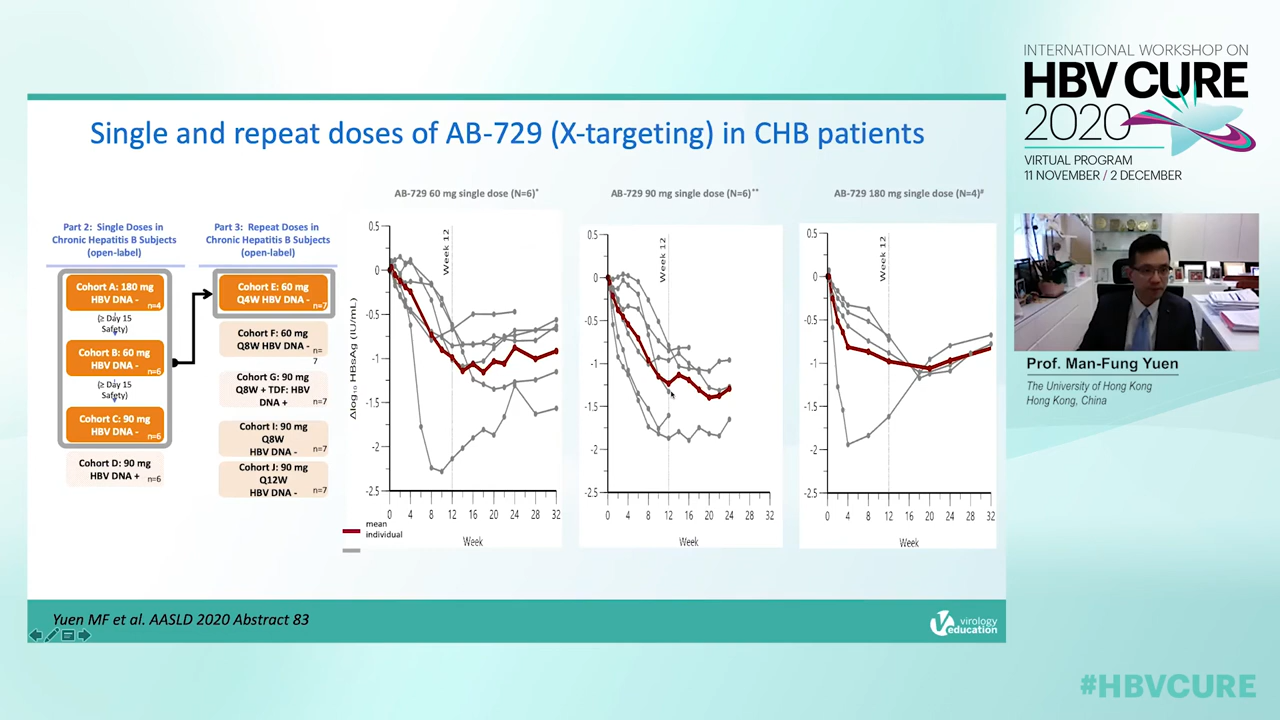 Single and repeat doses of AB-729 (X-targeting) in CHB patients
Part 2: Single Doses in
Chronic Hepatitis B Subjects
(open-label)
Cohort A: 180 mg
HBV DNA - n=4
(≥ Day 15
Safety)
Cohort B: 60 mg
HBV DNA - n=6
(≥ Day 15
Safety)
Cohort C: 90 mg
HBV DNA - n=6
Cohort D: 90 mg
HBV DNA + n=6
Part 3: Repeat Doses in
Chronic Hepatitis B Subjects
(open-label)
Cohort E: 60 mg
Q4W HBV DNA - n=7
Cohort F: 60 mg
Q8W HBV DNA - n=
7
Cohort G: 90 mg
Q8W + TDF: HBV
DNA + n=7
Cohort I: 90 mg
Q8W
HBV DNA - n=7
Cohort J: 90 mg
Q12W
HBV DNA - n=7
AB-729 60 mg single dose (N=6)*
Δlog₁₀ HBsAg (IU/mL)
0.5
0
-0.5
-1
-1.5
-2
-2.5
Week 12
0 4 8 12 16 20 24 28 32
Week
mean
individual
AB-729 90 mg single dose (N=6)**
0.5
0
-0.5
-1
-1.5
-2
-2.5
Week 12
0 4 8 12 16 20 24 28 32
Week
AB-729 180 mg single dose (N=4)#
0.5
0
-0.5
-1
-1.5
-2
-2.5
Week 12
0 4 8 12 16 20 24 28 32
Week
Yuen MF et al. AASLD 2020 Abstract 83
virology
education
INTERNATIONAL WORKSHOP ON
HBV CURE
2020
VIRTUAL PROGRAM
11 NOVEMBER / 2 DECEMBER
Prof. Man-Fung Yuen
The University of Hong Kong
Hong Kong, China
#HBVCURE